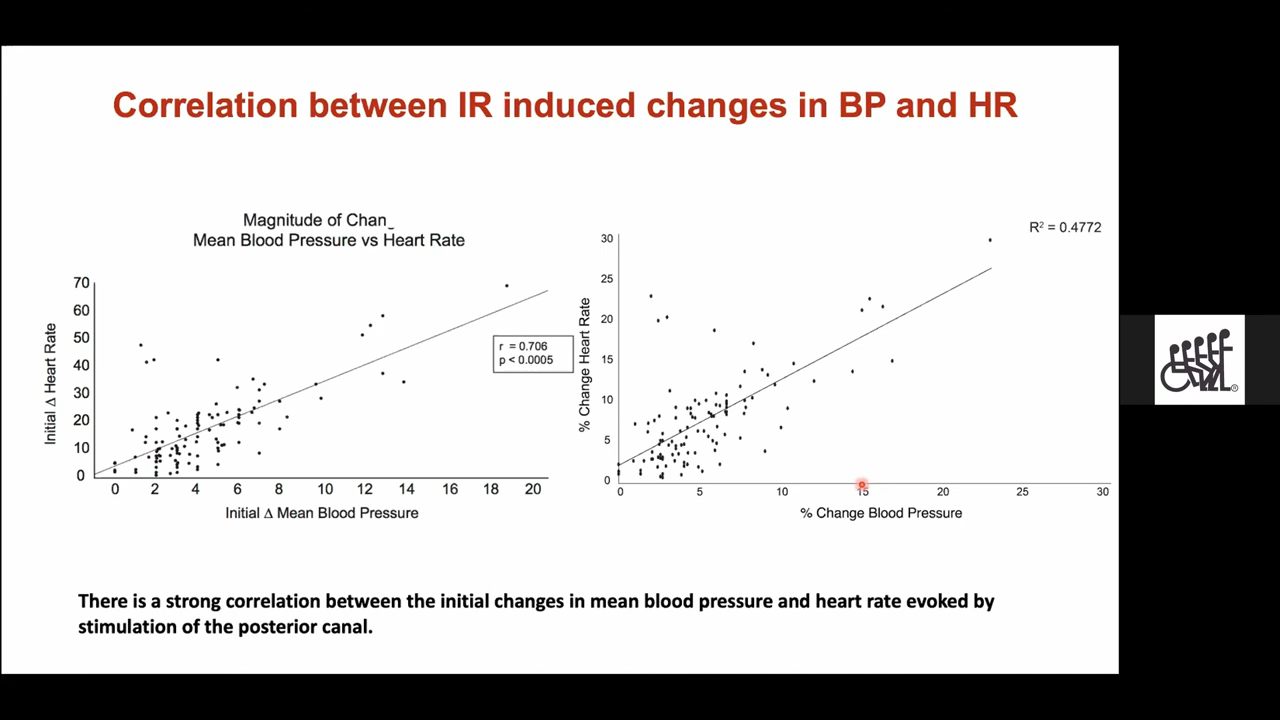 Correlation between IR induced changes in BP and HR
Magnitude of Chan
Mean Blood Pressure vs Heart Rate
70
60
50
40
30
20
10
0
Initial Δ Heart Rate
r = 0.706
p < 0.0005
0 2 4 6 8 10 12 14 16 18 20
Initial Δ Mean Blood Pressure
R² = 0.4772
30
25
20
15
10
5
0
% Change Heart Rate
0 5 10 15 20 25 30
% Change Blood Pressure
There is a strong correlation between the initial changes in mean blood pressure and heart rate evoked by
stimulation of the posterior canal.